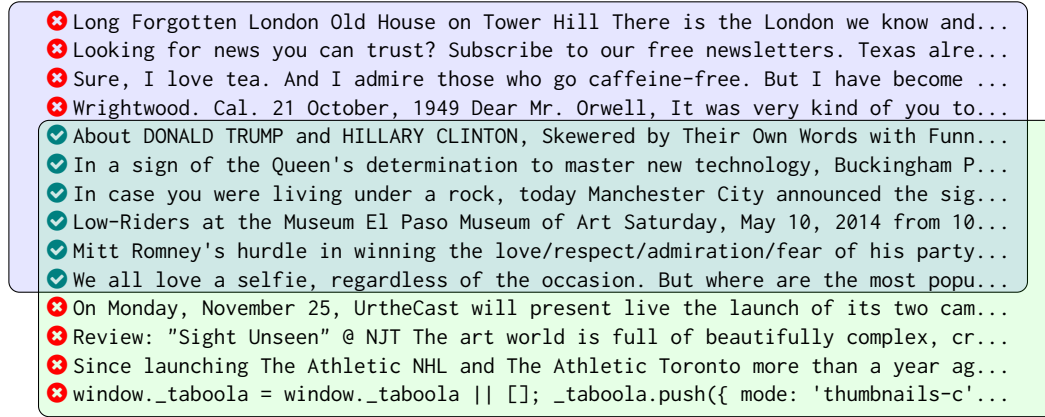 Long Forgotten London Old House on Tower Hill There is the London we know and...
Looking for news you can trust? Subscribe to our free newsletters. Texas alre...
Sure, I love tea. And I admire those who go caffeine-free. But I have become ...
Wrightwood. Cal. 21 October, 1949 Dear Mr. Orwell, It was very kind of you to...
About DONALD TRUMP and HILLARY CLINTON, Skewered by Their Own Words with Funn...
In a sign of the Queen's determination to master new technology, Buckingham P...
In case you were living under a rock, today Manchester City announced the sig...
Low-Riders at the Museum El Paso Museum of Art Saturday, May 10, 2014 from 10...
Mitt Romney's hurdle in winning the love/respect/admiration/fear of his party...
We all love a selfie, regardless of the occasion. But where are the most popu...
On Monday, November 25, UrtheCast will present live the launch of its two cam...
Review: "Sight Unseen" @ NJT The art world is full of beautifully complex, cr...
Since launching The Athletic NHL and The Athletic Toronto more than a year ag...
window._taboola = window._taboola || []; _taboola.push({ mode: 'thumbnails-c'...